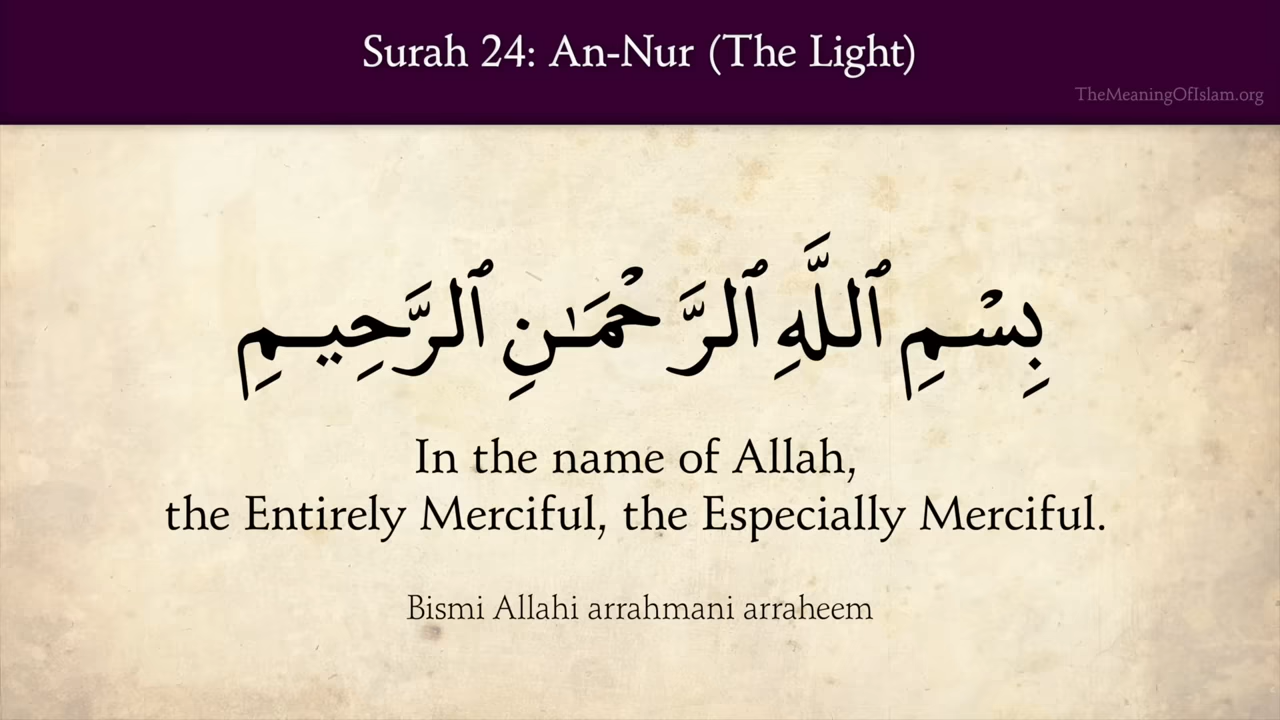 Surah 24: An-Nur (The Light)
TheMeaningOfIslam.org
بِسْمِ ٱللَّهِ ٱلرَّحْمَـٰنِ ٱلرَّحِيـمِ
In the name of Allah,
the Entirely Merciful, the Especially Merciful.
Bismi Allahi arrahmani arraheem